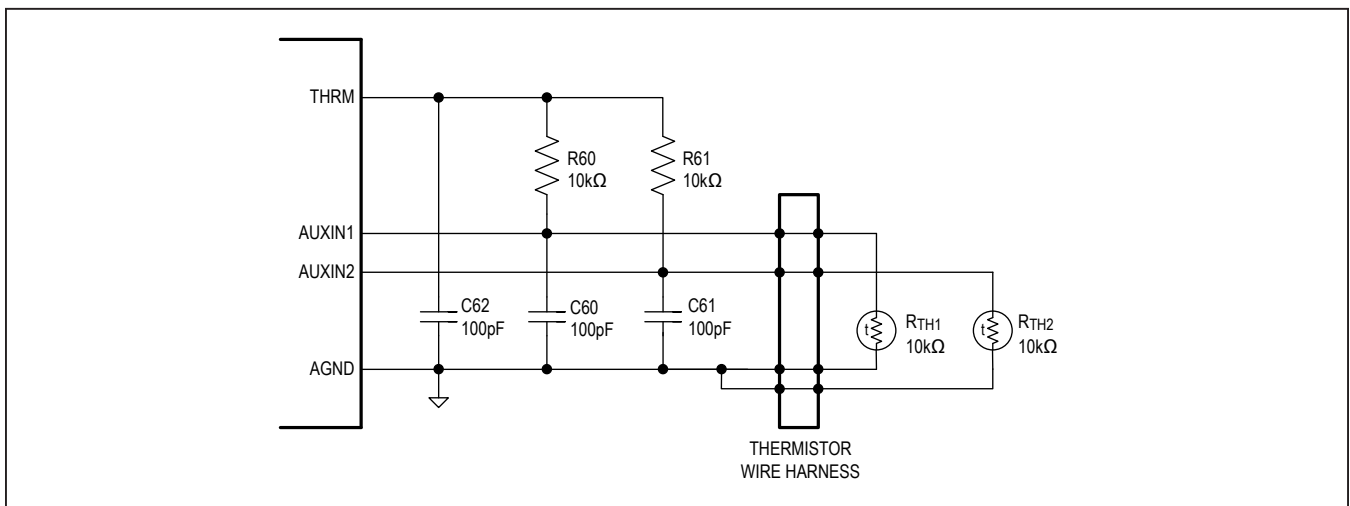 THRM
R60
10kΩ
R61
10kΩ
AUXIN1
AUXIN2
C62
100pF
C60
100pF
C61
100pF
t
RTH1
10kΩ
t
RTH2
10kΩ
AGND
THERMISTOR
WIRE HARNESS